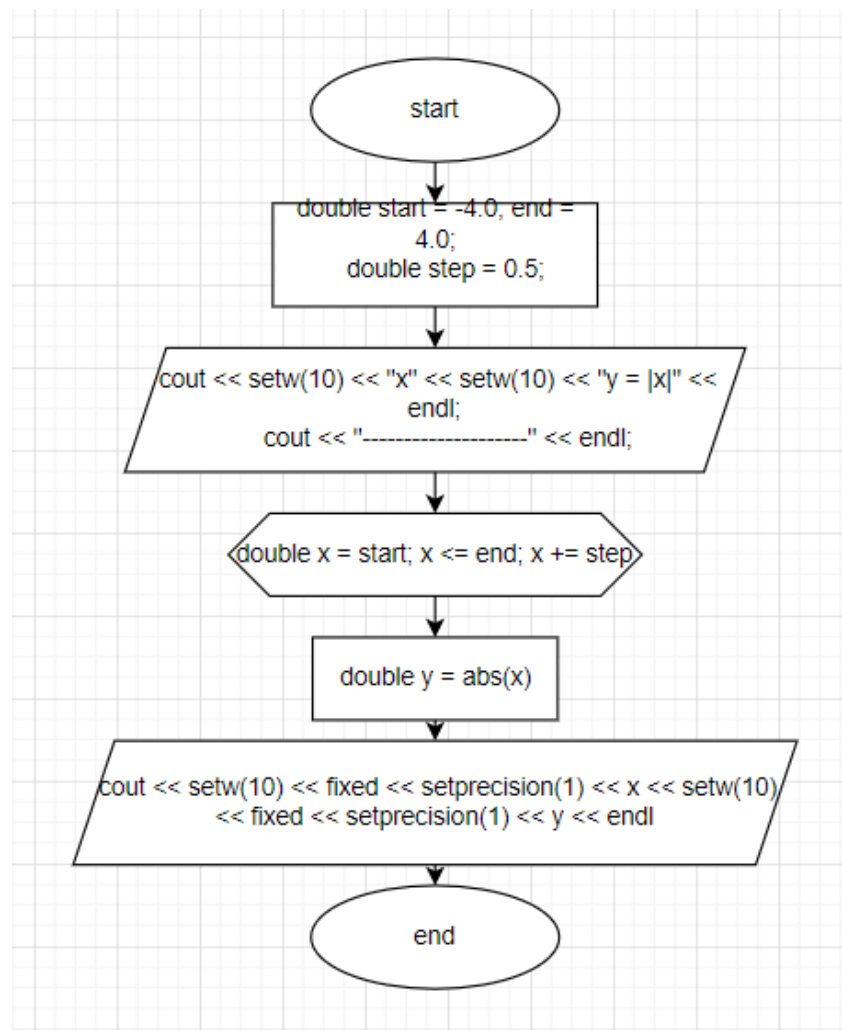 start
double start = -4.0, end =
4.0;
double step = 0.5;
cout << setw(10) << "x" << setw(10) << "y = |x|" <<
endl;
cout << "--------------------" << endl;
double x = start; x <= end; x += step
double y = abs(x)
cout << setw(10) << fixed << setprecision(1) << x << setw(10)
<< fixed << setprecision(1) << y << endl
end